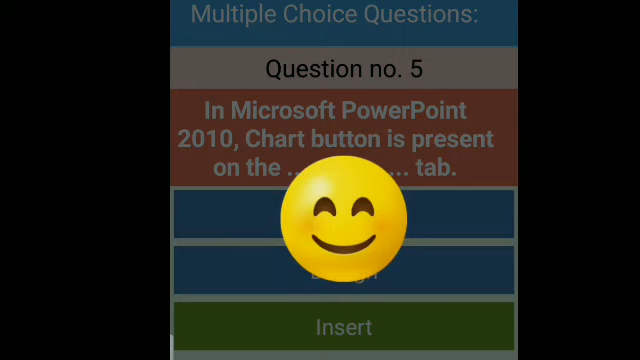 Multiple Choice Questions:
Question no. 5
In Microsoft PowerPoint
2010, Chart button is present
on the .. ... tab.
Insert